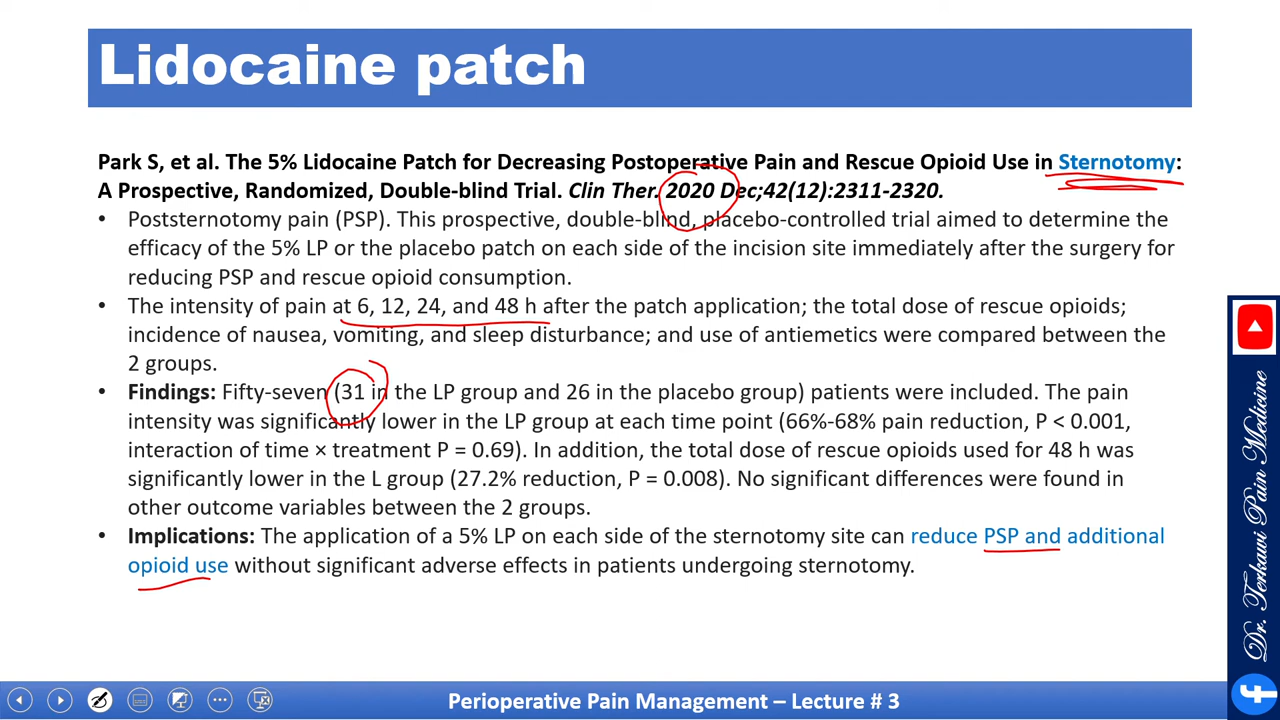 Lidocaine patch
Park S, et al. The 5% Lidocaine Patch for Decreasing Postoperative Pain and Rescue Opioid Use in Sternotomy:
A Prospective, Randomized, Double-blind Trial. Clin Ther. 2020 Dec;42(12):2311-2320.
• Poststernotomy pain (PSP). This prospective, double-blind, placebo-controlled trial aimed to determine the
efficacy of the 5% LP or the placebo patch on each side of the incision site immediately after the surgery for
reducing PSP and rescue opioid consumption.
• The intensity of pain at 6, 12, 24, and 48 h after the patch application; the total dose of rescue opioids;
incidence of nausea, vomiting, and sleep disturbance; and use of antiemetics were compared between the
2 groups.
• Findings: Fifty-seven (31 in the LP group and 26 in the placebo group) patients were included. The pain
intensity was significantly lower in the LP group at each time point (66%-68% pain reduction, P < 0.001,
interaction of time × treatment P = 0.69). In addition, the total dose of rescue opioids used for 48 h was
significantly lower in the L group (27.2% reduction, P = 0.008). No significant differences were found in
other outcome variables between the 2 groups.
• Implications: The application of a 5% LP on each side of the sternotomy site can reduce PSP and additional
opioid use without significant adverse effects in patients undergoing sternotomy.
Dr. Terkawi Pain Medicine
Perioperative Pain Management – Lecture # 3